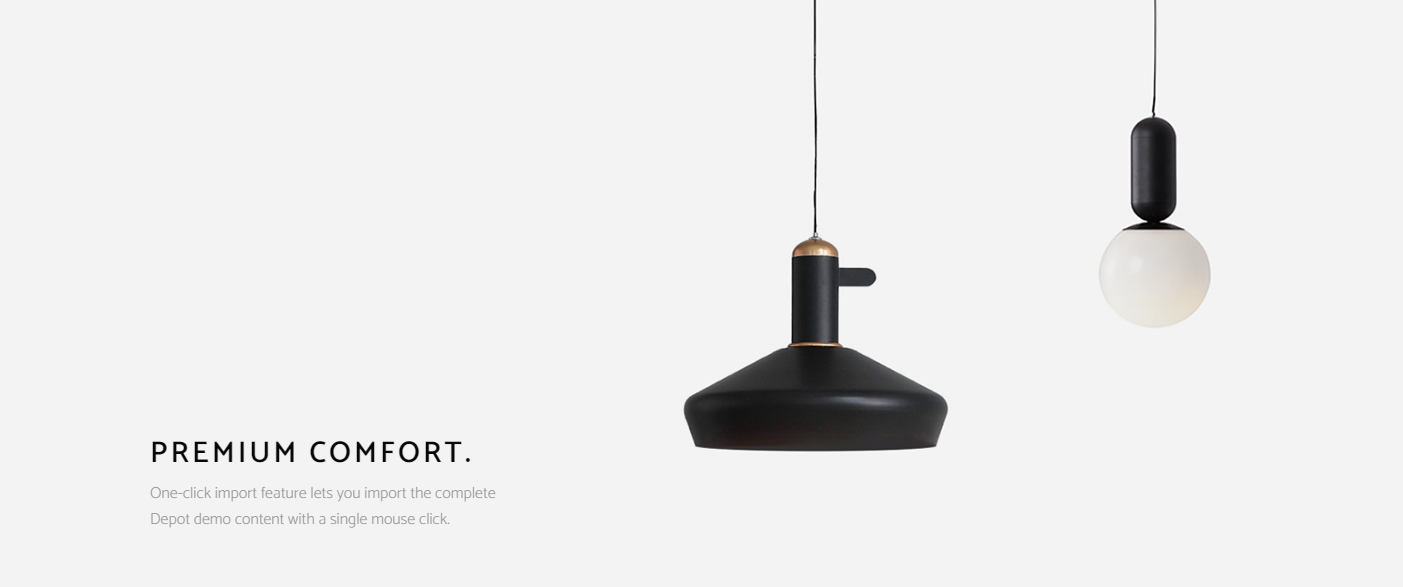 PREMIUM COMFORT.
One-click import feature lets you import the complete
Depot demo content with a single mouse click.